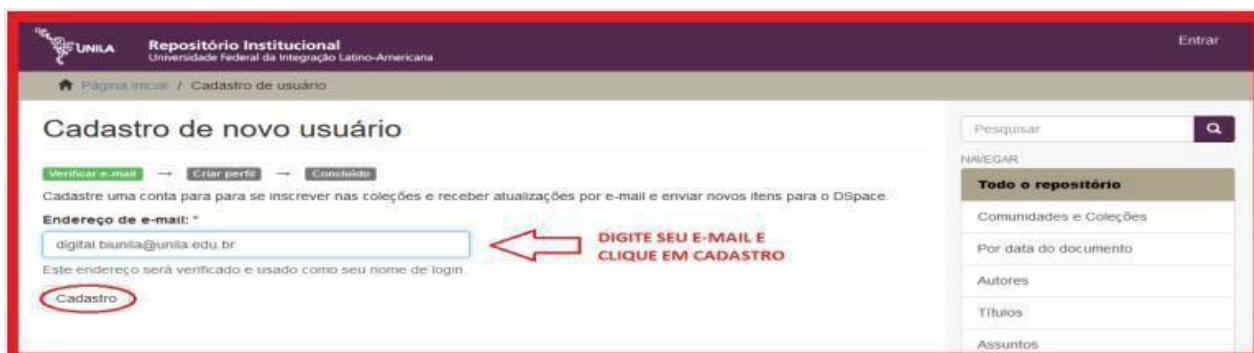 UNILA
Repositório Institucional
Universidade Federal da Integração Latino-Americana
Entrar
Página inicial / Cadastro de usuário
Cadastro de novo usuário
Verificar e-mail → Criar perfil → Concluído
Cadastre uma conta para para se inscrever nas coleções e receber atualizações por e-mail e enviar novos itens para o DSpace.
Endereço de e-mail: *
digital.biunila@unila.edu.br
Este endereço será verificado e usado como seu nome de login.
Cadastro
DIGITE SEU E-MAIL E
CLIQUE EM CADASTRO
Pesquisar
NAVEGAR
Todo o repositório
Comunidades e Coleções
Por data do documento
Autores
Títulos
Assuntos